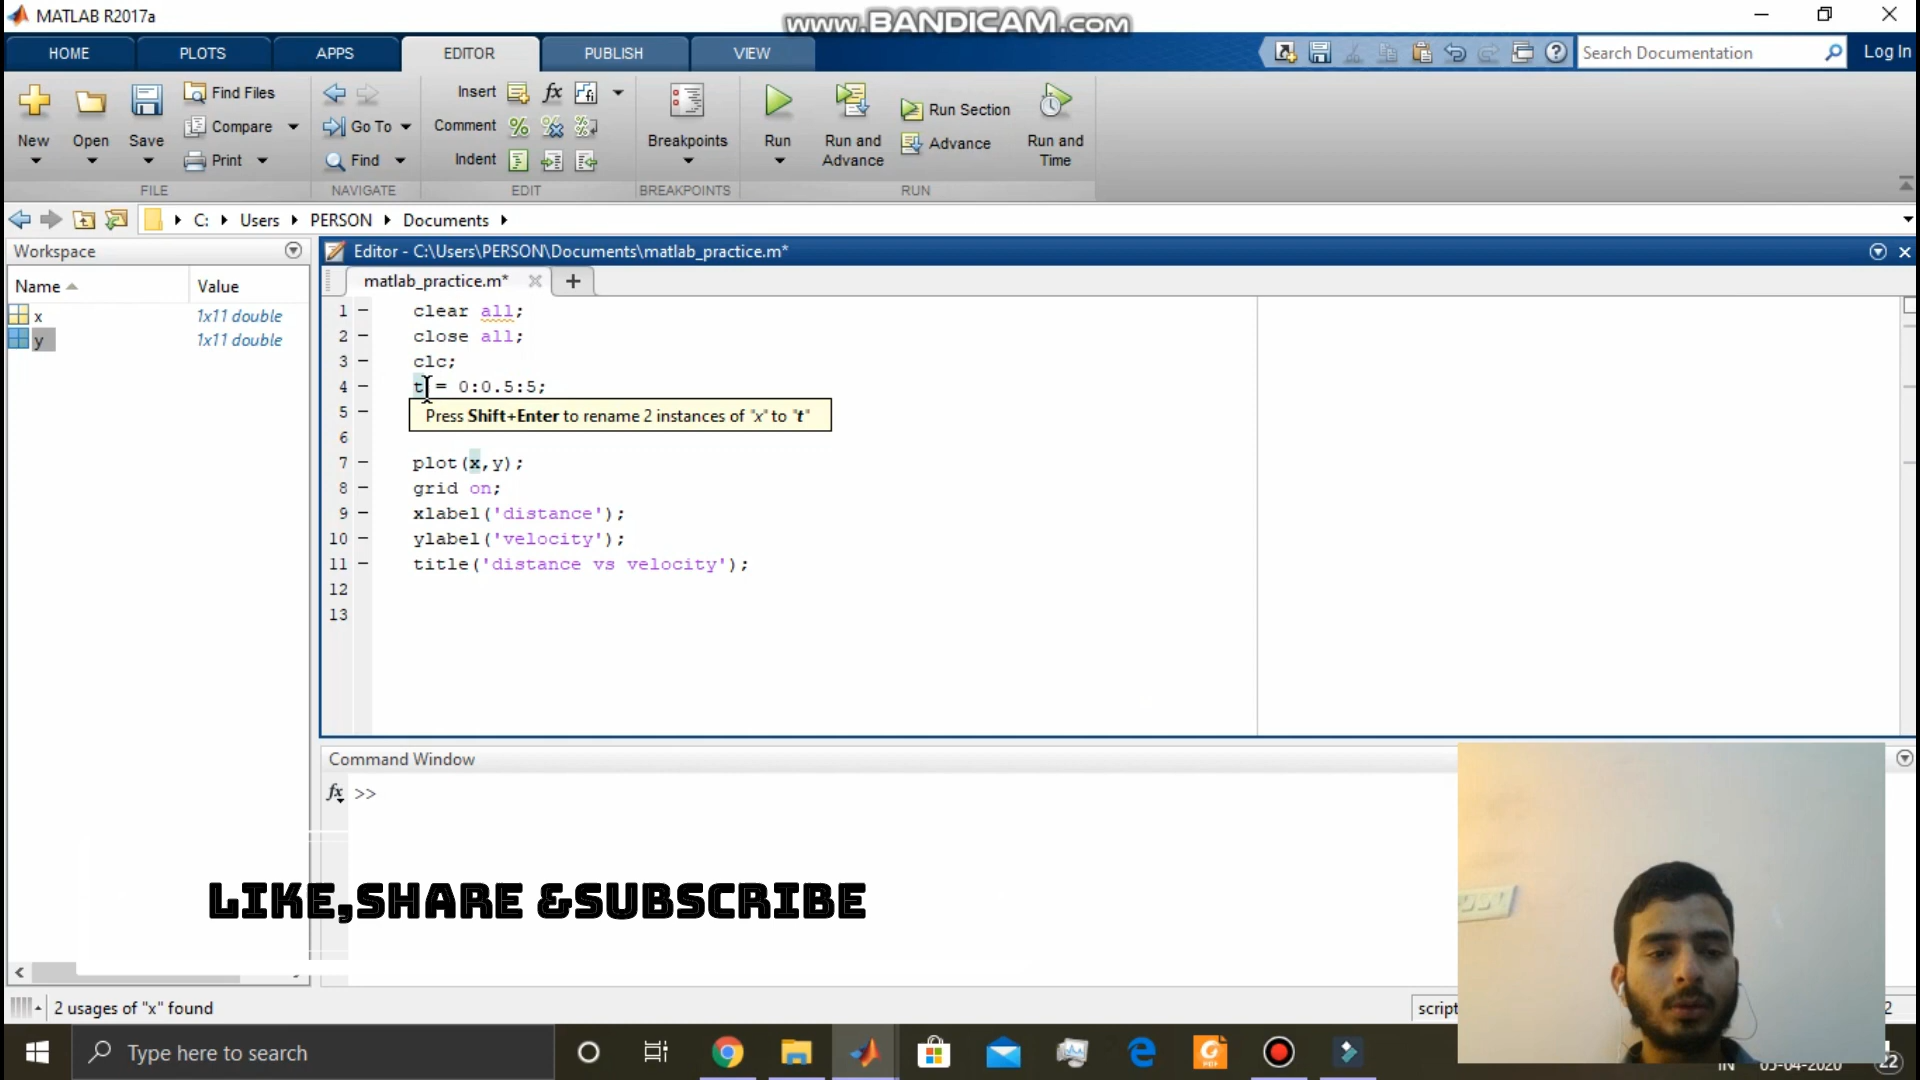 MATLAB R2017a
www.BANDICAM.com
HOME
PLOTS
APPS
EDITOR
PUBLISH
VIEW
Search Documentation
Log In
New
Open
Save
Find Files
Compare
Print
FILE
Go To
Find
NAVIGATE
Insert
Comment
Indent
EDIT
Breakpoints
BREAKPOINTS
Run
Run and
Advance
Run Section
Advance
Run and
Time
RUN
C:
Users
PERSON
Documents
Workspace
Name
Value
x 1x11 double
y 1x11 double
Editor - C:\Users\PERSON\Documents\matlab_practice.m*
matlab_practice.m*
1 clear all;
2 close all;
3 clc;
4 t = 0:0.5:5;
5
Press Shift+Enter to rename 2 instances of "x" to "t"
6
7 plot(x,y);
8 grid on;
9 xlabel('distance');
10 ylabel('velocity');
11 title('distance vs velocity');
12
13
Command Window
fx >>
LIKE,SHARE &SUBSCRIBE
2 usages of "x" found
script
Type here to search
IN
05-04-2020
22